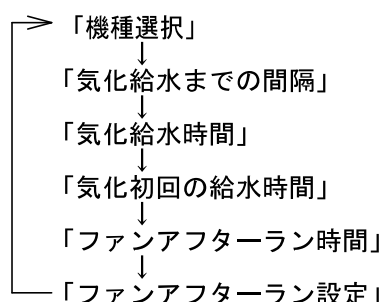 「機種選択」
「気化給水までの間隔」
「気化給水時間」
「気化初回の給水時間」
「ファンアフターラン時間」
「ファンアフターラン設定」